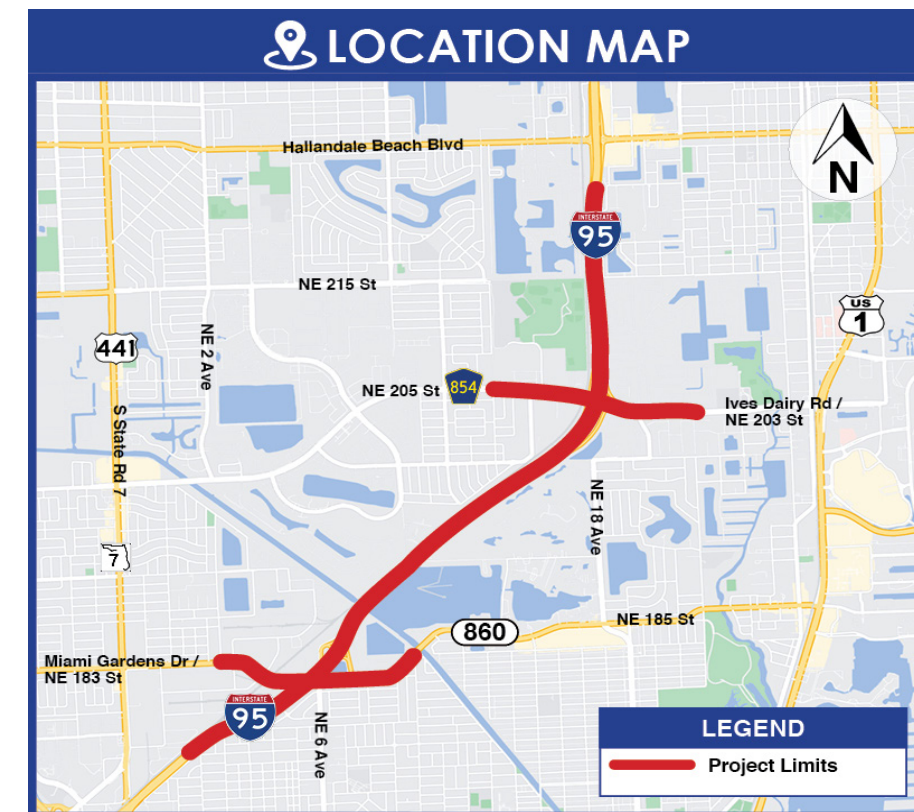 LOCATION MAP
Hallandale Beach Blvd
N
INTERSTATE
95
NE 215 St
US
1
441
NE 2 Ave
NE 205 St
854
Ives Dairy Rd /
NE 203 St
S State Rd 7
NE 18 Ave
7
NE 185 St
860
Miami Gardens Dr /
NE 183 St
INTERSTATE
95
NE 6 Ave
LEGEND
Project Limits